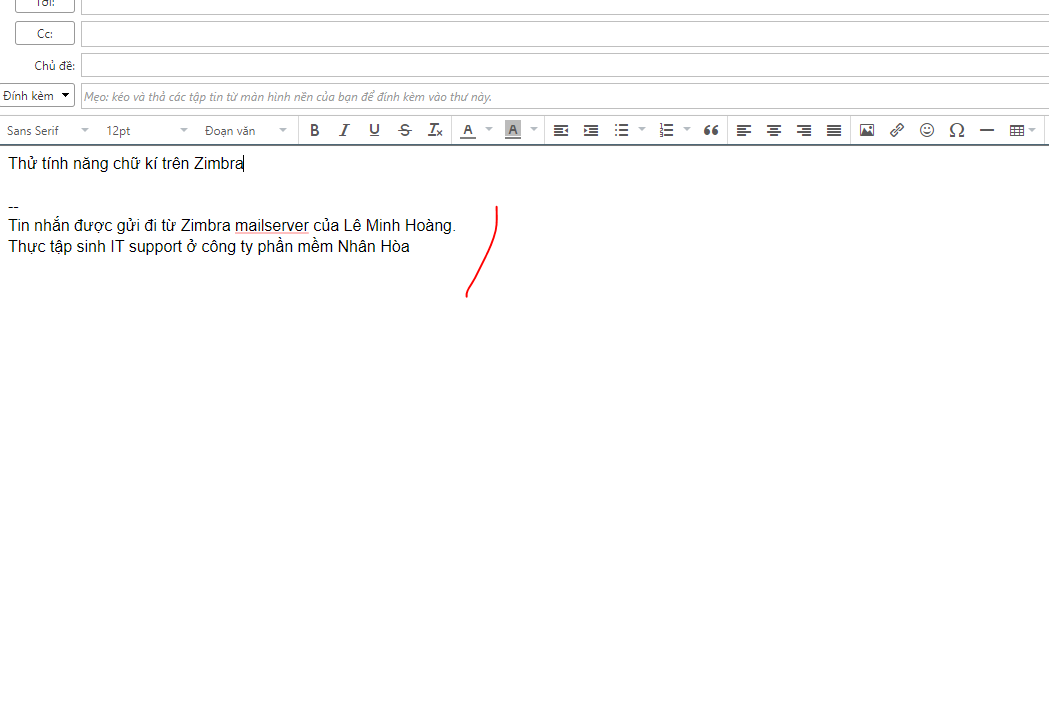 Tới:
Cc:
Chủ đề:
Đính kèm
Mẹo: kéo và thả các tập tin từ màn hình nền của bạn để đính kèm vào thư này.
Sans Serif 12pt Đoạn văn B I U S Tx A A
Thử tính năng chữ kí trên Zimbra
--
Tin nhắn được gửi đi từ Zimbra mailserver của Lê Minh Hoàng.
Thực tập sinh IT support ở công ty phần mềm Nhân Hòa